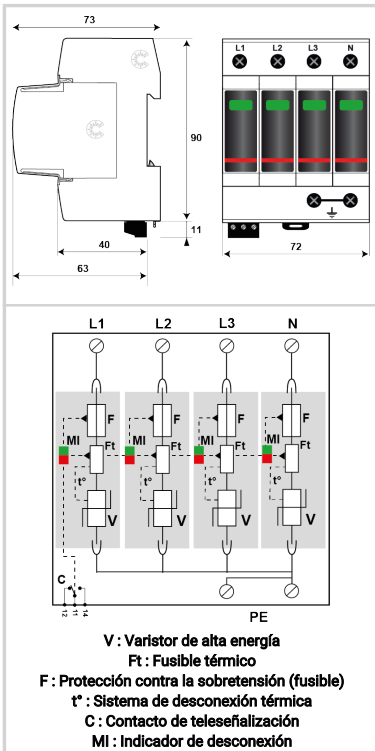 73
L1 L2 L3 N
90
11
40
63
72
L1 L2 L3 N
F F F F
MI MI MI MI
Ft Ft Ft Ft
t° t° t° t°
V V V V
C
12 11 14
PE
V : Varistor de alta energía
Ft : Fusible térmico
F : Protección contra la sobretensión (fusible)
t° : Sistema de desconexión térmica
C : Contacto de teleseñalización
MI : Indicador de desconexión